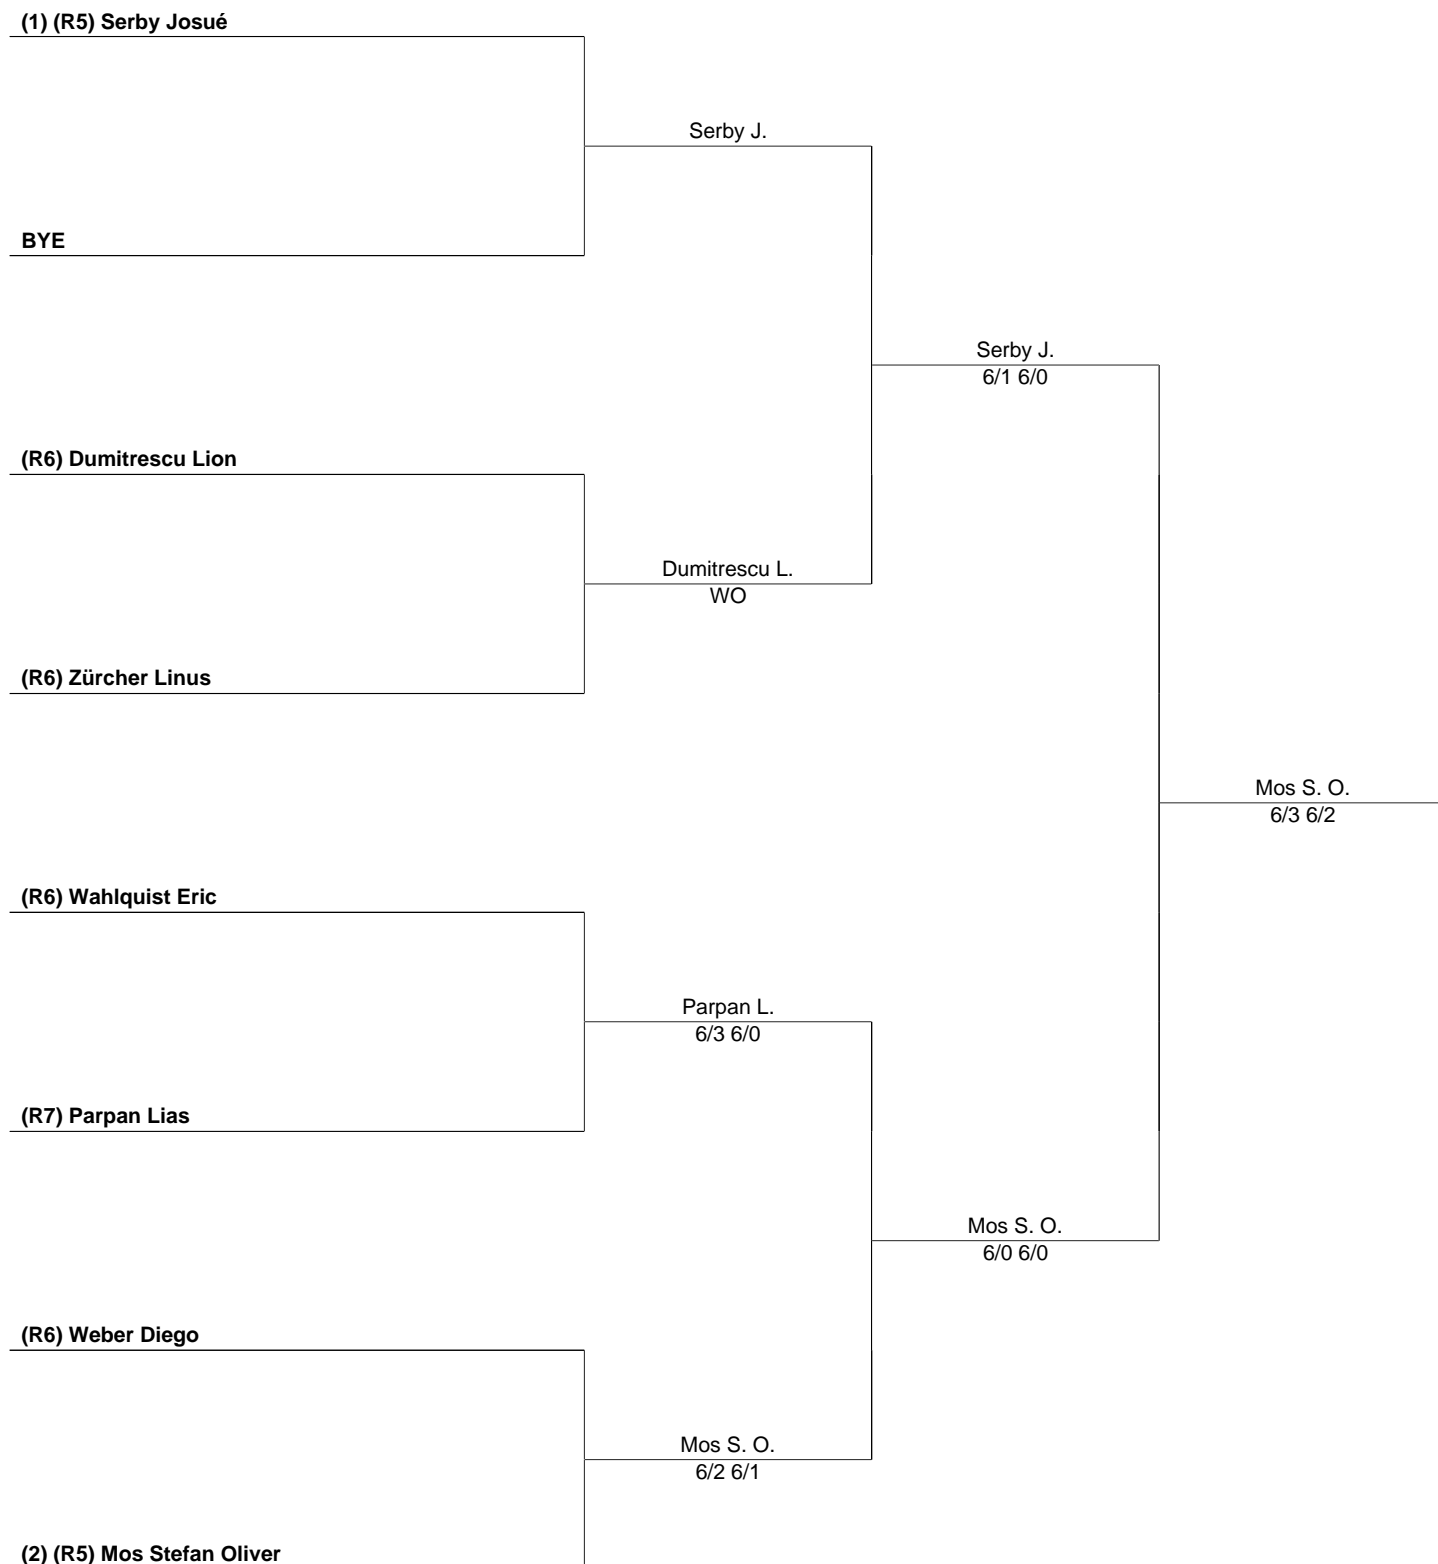 (1) (R5) Serby Josué
Serby J.
BYE
Serby J.
6/1 6/0
(R6) Dumitrescu Lion
Dumitrescu L.
WO
(R6) Zürcher Linus
Mos S. O.
6/3 6/2
(R6) Wahlquist Eric
Parpan L.
6/3 6/0
(R7) Parpan Lias
Mos S. O.
6/0 6/0
(R6) Weber Diego
Mos S. O.
6/2 6/1
(2) (R5) Mos Stefan Oliver